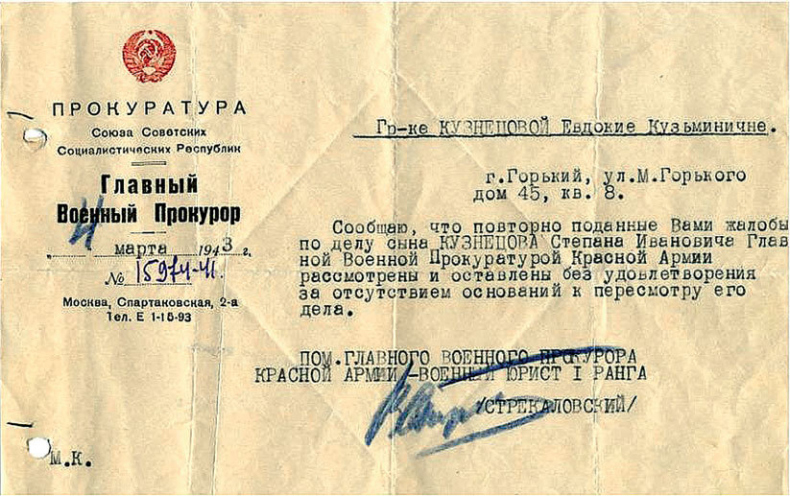 ПРОКУРАТУРА
Союза Советских
Социалистических Республик
Главный
Военный Прокурор
4 марта 1943 г.
№ 15974-41.
Москва, Спартаковская, 2-а
Тел. Е 1-15-93
Гр-ке КУЗНЕЦОВОЙ Евдокие Кузьминичне.
г.Горький, ул.М.Горького
дом 45, кв. 8.
Сообщаю, что повторно поданные Вами жалобы
по делу сына КУЗНЕЦОВА Степана Ивановича Глав
ной Военной Прокуратурой Красной Армии
рассмотрены и оставлены без удовлетворения
за отсутствием оснований к пересмотру его
дела.
ПОМ.ГЛАВНОГО ВОЕННОГО ПРОКУРОРА
КРАСНОЙ АРМИИ-ВОЕННЫЙ ЮРИСТ I РАНГА
/СТРЕКАЛОВСКИЙ/
М.К.